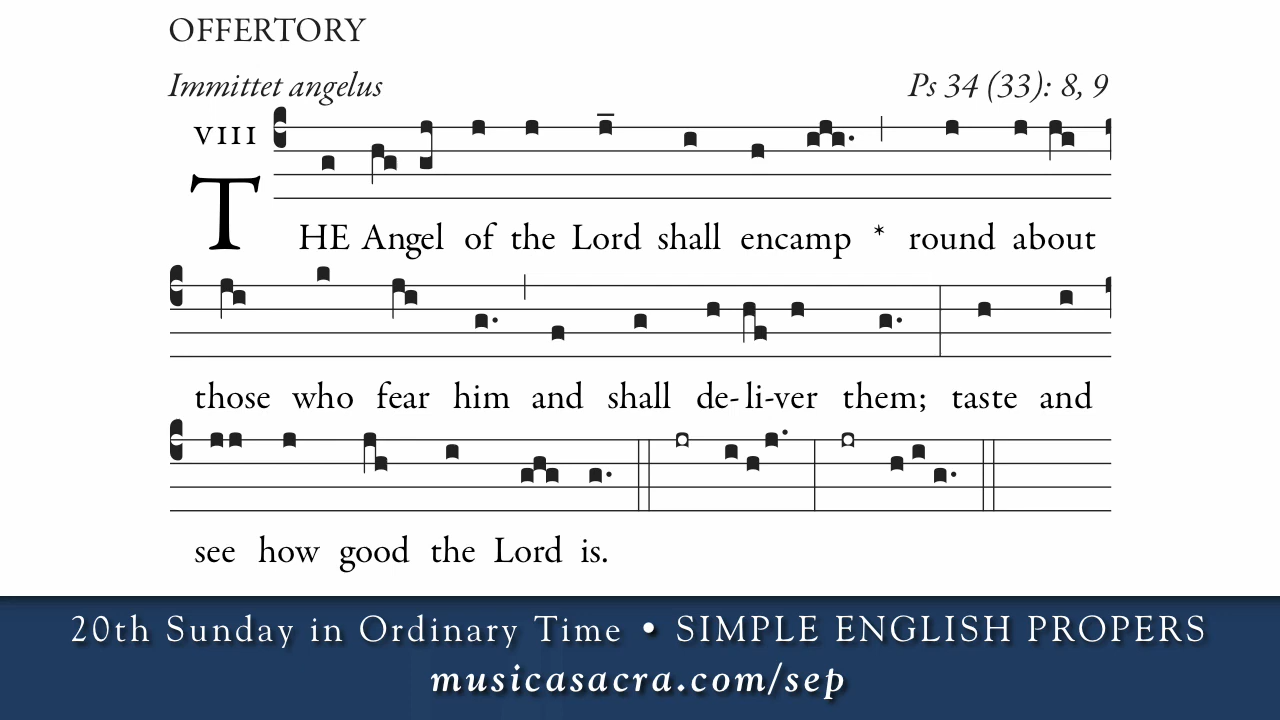 OFFERTORY
Immittet angelus Ps 34 (33): 8, 9
VIII
THE Angel of the Lord shall encamp * round about
those who fear him and shall de-li-ver them; taste and
see how good the Lord is.
20th Sunday in Ordinary Time • SIMPLE ENGLISH PROPERS
musicasacra.com/sep